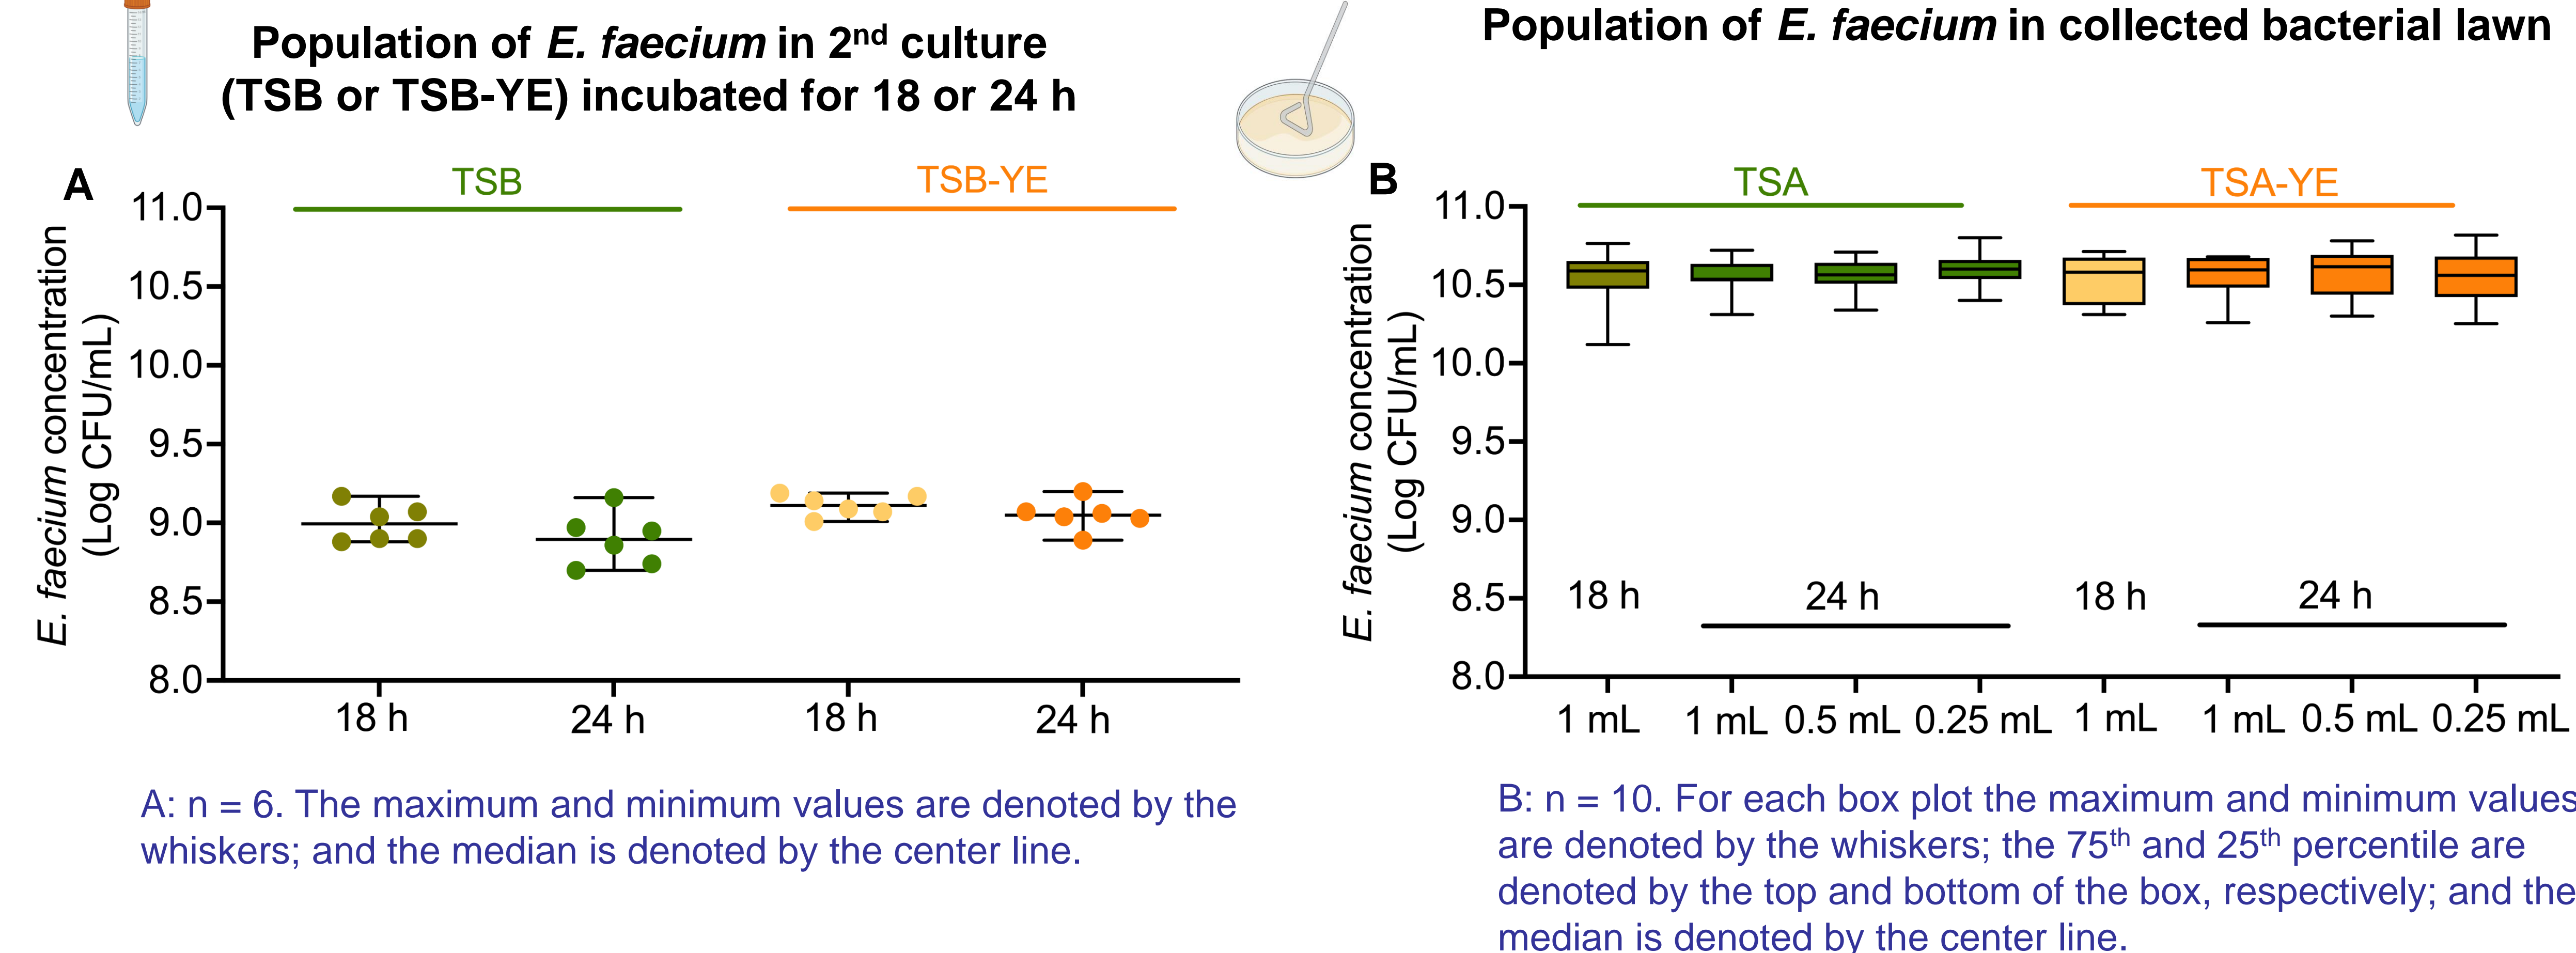 Population of E. faecium in 2nd culture
(TSB or TSB-YE) incubated for 18 or 24 h
A
TSB
TSB-YE
E. faecium concentration
(Log CFU/mL)
11.0
10.5
10.0
9.5
9.0
8.5
8.0
18 h
24 h
18 h
24 h
A: n = 6. The maximum and minimum values are denoted by the
whiskers; and the median is denoted by the center line.
Population of E. faecium in collected bacterial lawn
B
TSA
TSA-YE
E. faecium concentration
(Log CFU/mL)
11.0
10.5
10.0
9.5
9.0
8.5
8.0
18 h
24 h
18 h
24 h
1 mL
1 mL
0.5 mL
0.25 mL
1 mL
1 mL
0.5 mL
0.25 mL
B: n = 10. For each box plot the maximum and minimum values
are denoted by the whiskers; the 75th and 25th percentile are
denoted by the top and bottom of the box, respectively; and the
median is denoted by the center line.